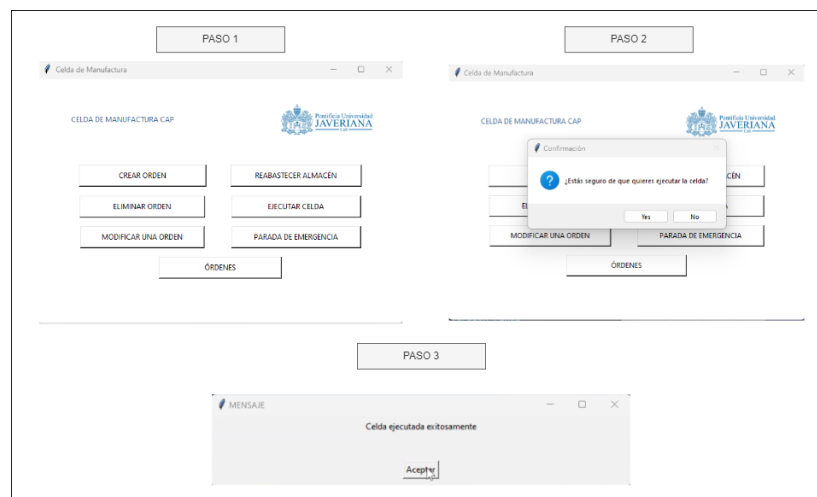 PASO 1
Celda de Manufactura
CELDA DE MANUFACTURA CAP
Pontificia Universidad
JAVERIANA
Cali
CREAR ORDEN
REABASTECER ALMACÉN
ELIMINAR ORDEN
EJECUTAR CELDA
MODIFICAR UNA ORDEN
PARADA DE EMERGENCIA
ÓRDENES
PASO 2
Celda de Manufactura
CELDA DE MANUFACTURA CAP
Pontificia Universidad
JAVERIANA
Cali
Confirmación
¿Estás seguro de que quieres ejecutar la celda?
Yes
No
MODIFICAR UNA ORDEN
PARADA DE EMERGENCIA
ÓRDENES
PASO 3
MENSAJE
Celda ejecutada exitosamente
Aceptar